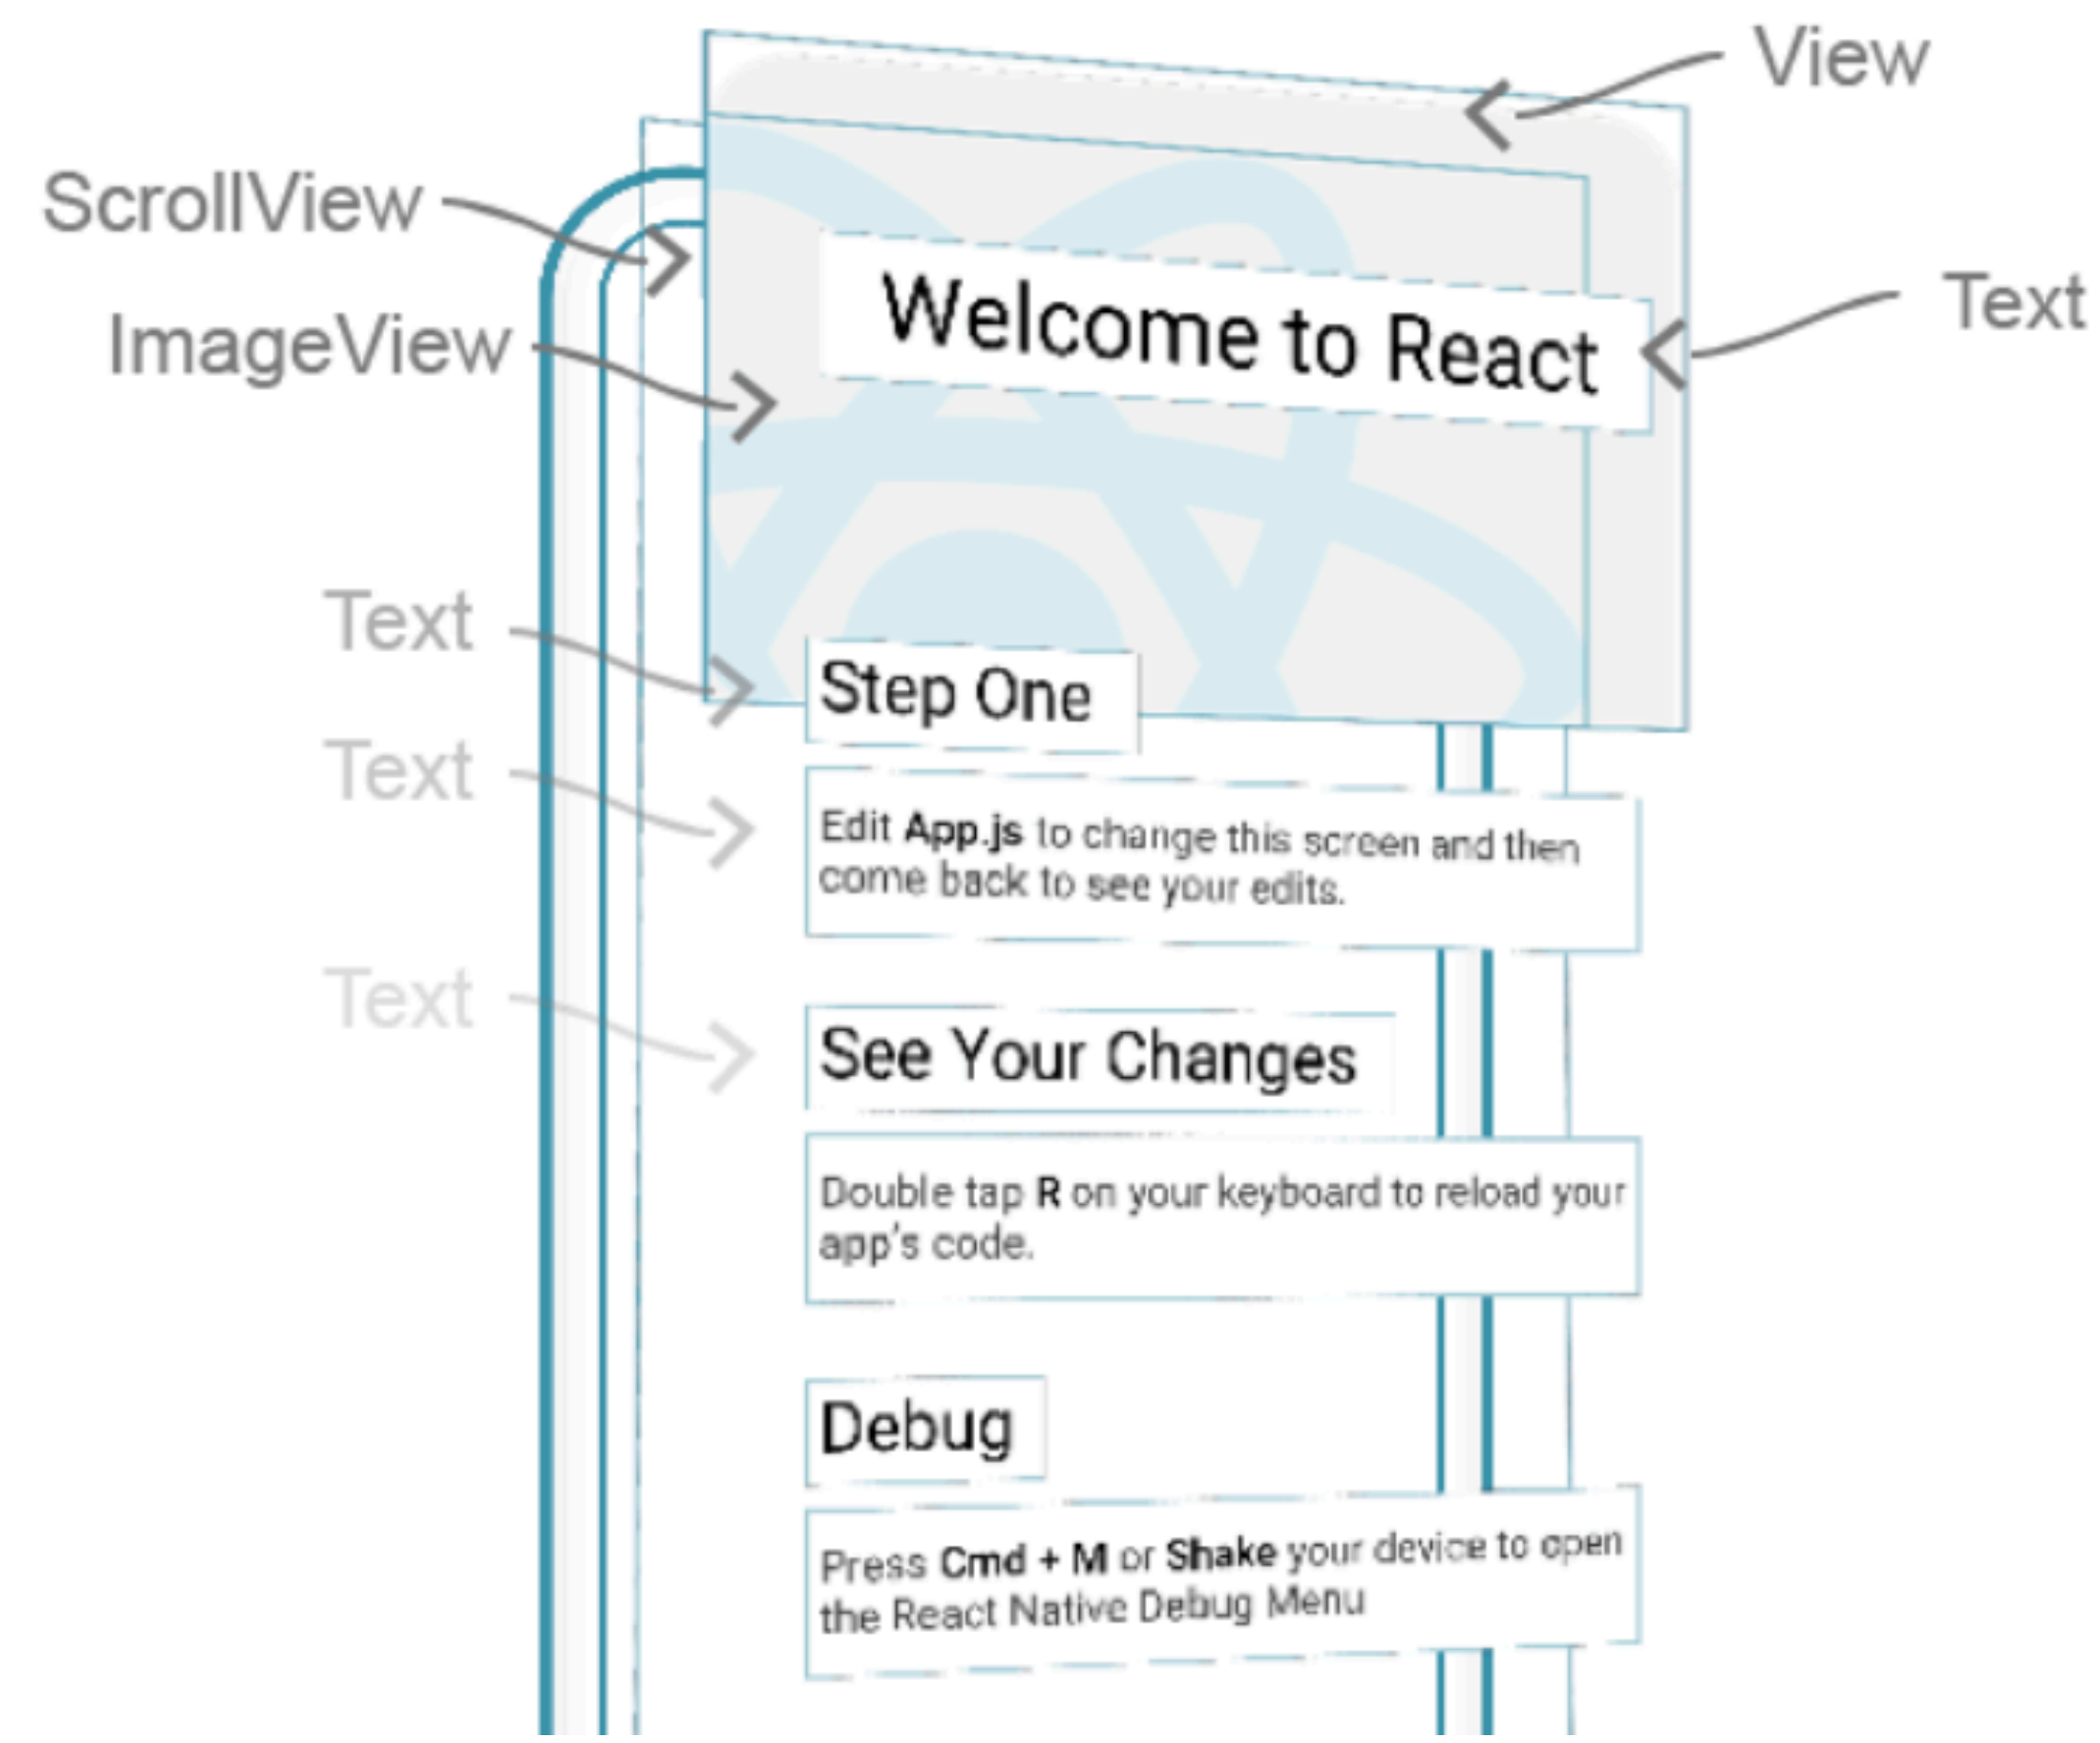 View
ScrollView
Text
ImageView
Welcome to React
Text
Step One
Text
Edit App.js to change this screen and then
come back to see your edits.
Text
See Your Changes
Double tap R on your keyboard to reload your
app's code.
Debug
Press Cmd + M or Shake your device to open
the React Native Debug Menu